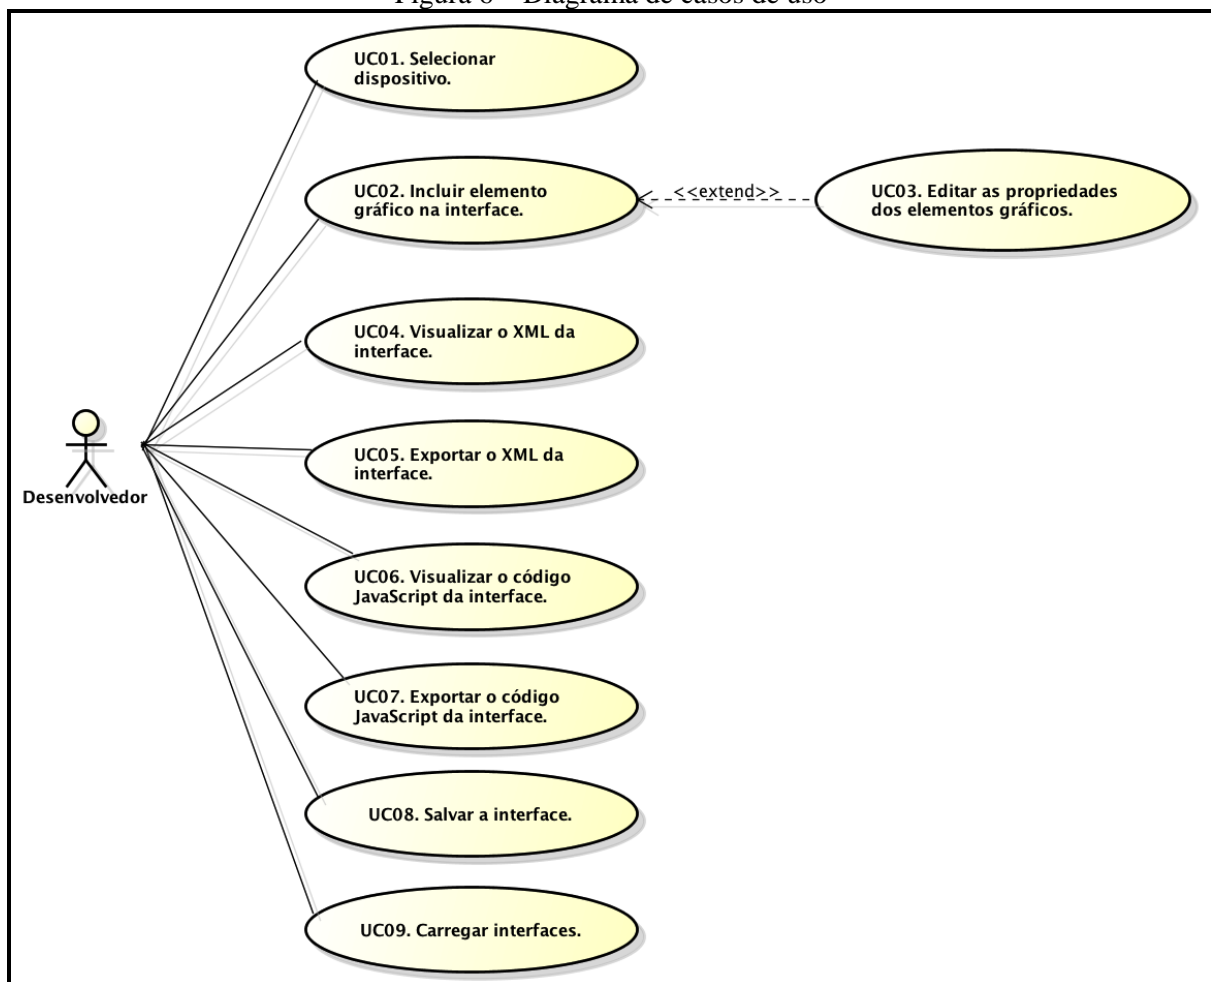 Figura 6 – Diagrama de casos de uso
UC01. Selecionar
dispositivo.
UC02. Incluir elemento
gráfico na interface.
<<extend>>
UC03. Editar as propriedades
dos elementos gráficos.
UC04. Visualizar o XML da
interface.
Desenvolvedor
UC05. Exportar o XML da
interface.
UC06. Visualizar o código
JavaScript da interface.
UC07. Exportar o código
JavaScript da interface.
UC08. Salvar a interface.
UC09. Carregar interfaces.